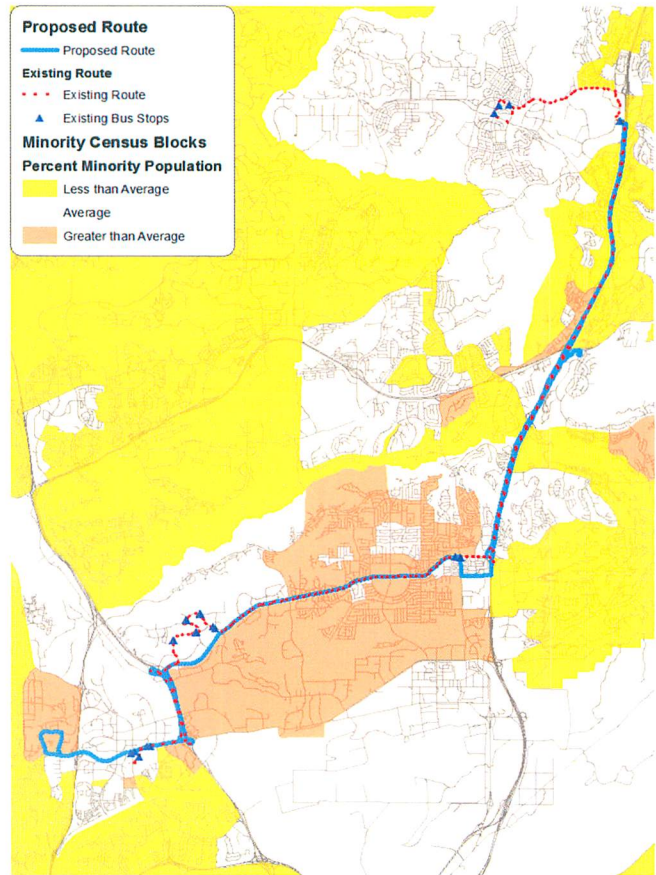 Proposed Route
Proposed Route
Existing Route
Existing Route
Existing Bus Stops
Minority Census Blocks
Percent Minority Population
Less than Average
Average
Greater than Average